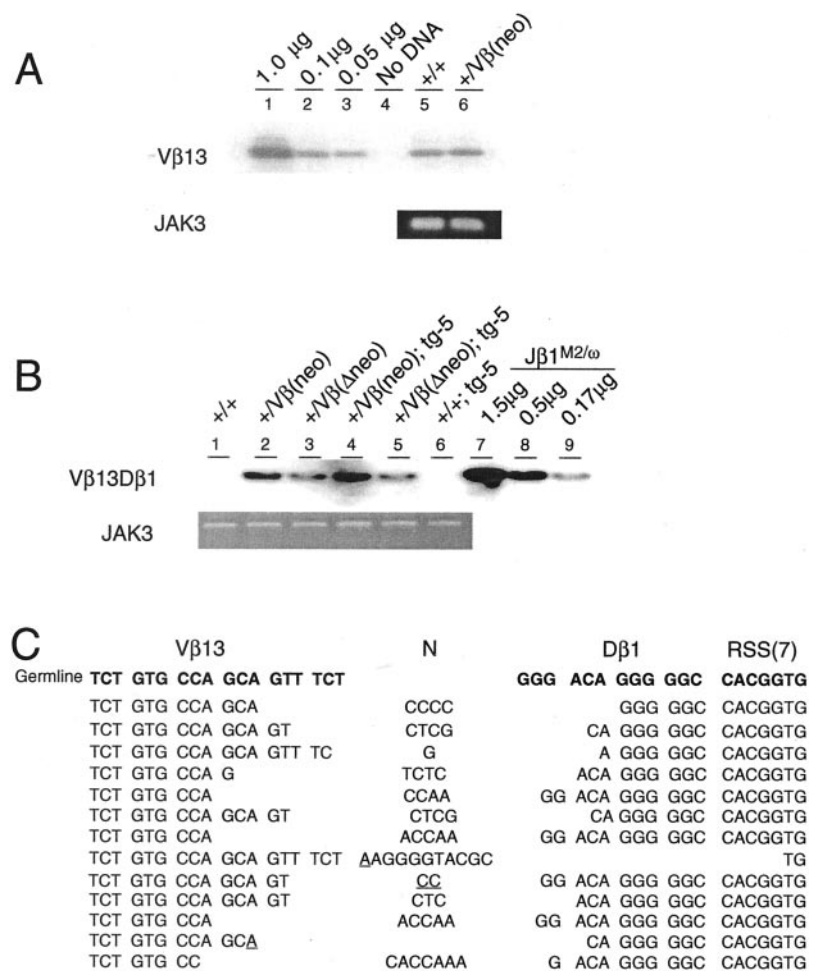 A
1.0 μg 0.1μg 0.05 μg No DNA +/+ +/Vβ(neo)
1 2 3 4 5 6
Vβ13
JAK3
B
+/+ +/Vβ(neo) +/Vβ(Δneo) +/Vβ(neo); tg-5 +/Vβ(Δneo); tg-5 +/+; tg-5 1.5μg 0.5μg 0.17μg
Jβ1M2/ω
1 2 3 4 5 6 7 8 9
Vβ13Dβ1
JAK3
C
Vβ13 N Dβ1 RSS(7)
Germline TCT GTG CCA GCA GTT TCT GGG ACA GGG GGC CACGGTG
TCT GTG CCA GCA CCCC GGG GGC CACGGTG
TCT GTG CCA GCA GT CTCG CA GGG GGC CACGGTG
TCT GTG CCA GCA GTT TC G A GGG GGC CACGGTG
TCT GTG CCA G TCTC ACA GGG GGC CACGGTG
TCT GTG CCA CCAA GG ACA GGG GGC CACGGTG
TCT GTG CCA GCA GT CTCG CA GGG GGC CACGGTG
TCT GTG CCA ACCAA GG ACA GGG GGC CACGGTG
TCT GTG CCA GCA GTT TCT AAGGGGTACGC TG
TCT GTG CCA GCA GT CC GG ACA GGG GGC CACGGTG
TCT GTG CCA GCA GT CTC ACA GGG GGC CACGGTG
TCT GTG CCA ACCAA GG ACA GGG GGC CACGGTG
TCT GTG CCA GCA CA GGG GGC CACGGTG
TCT GTG CC CACCAAA G ACA GGG GGC CACGGTG